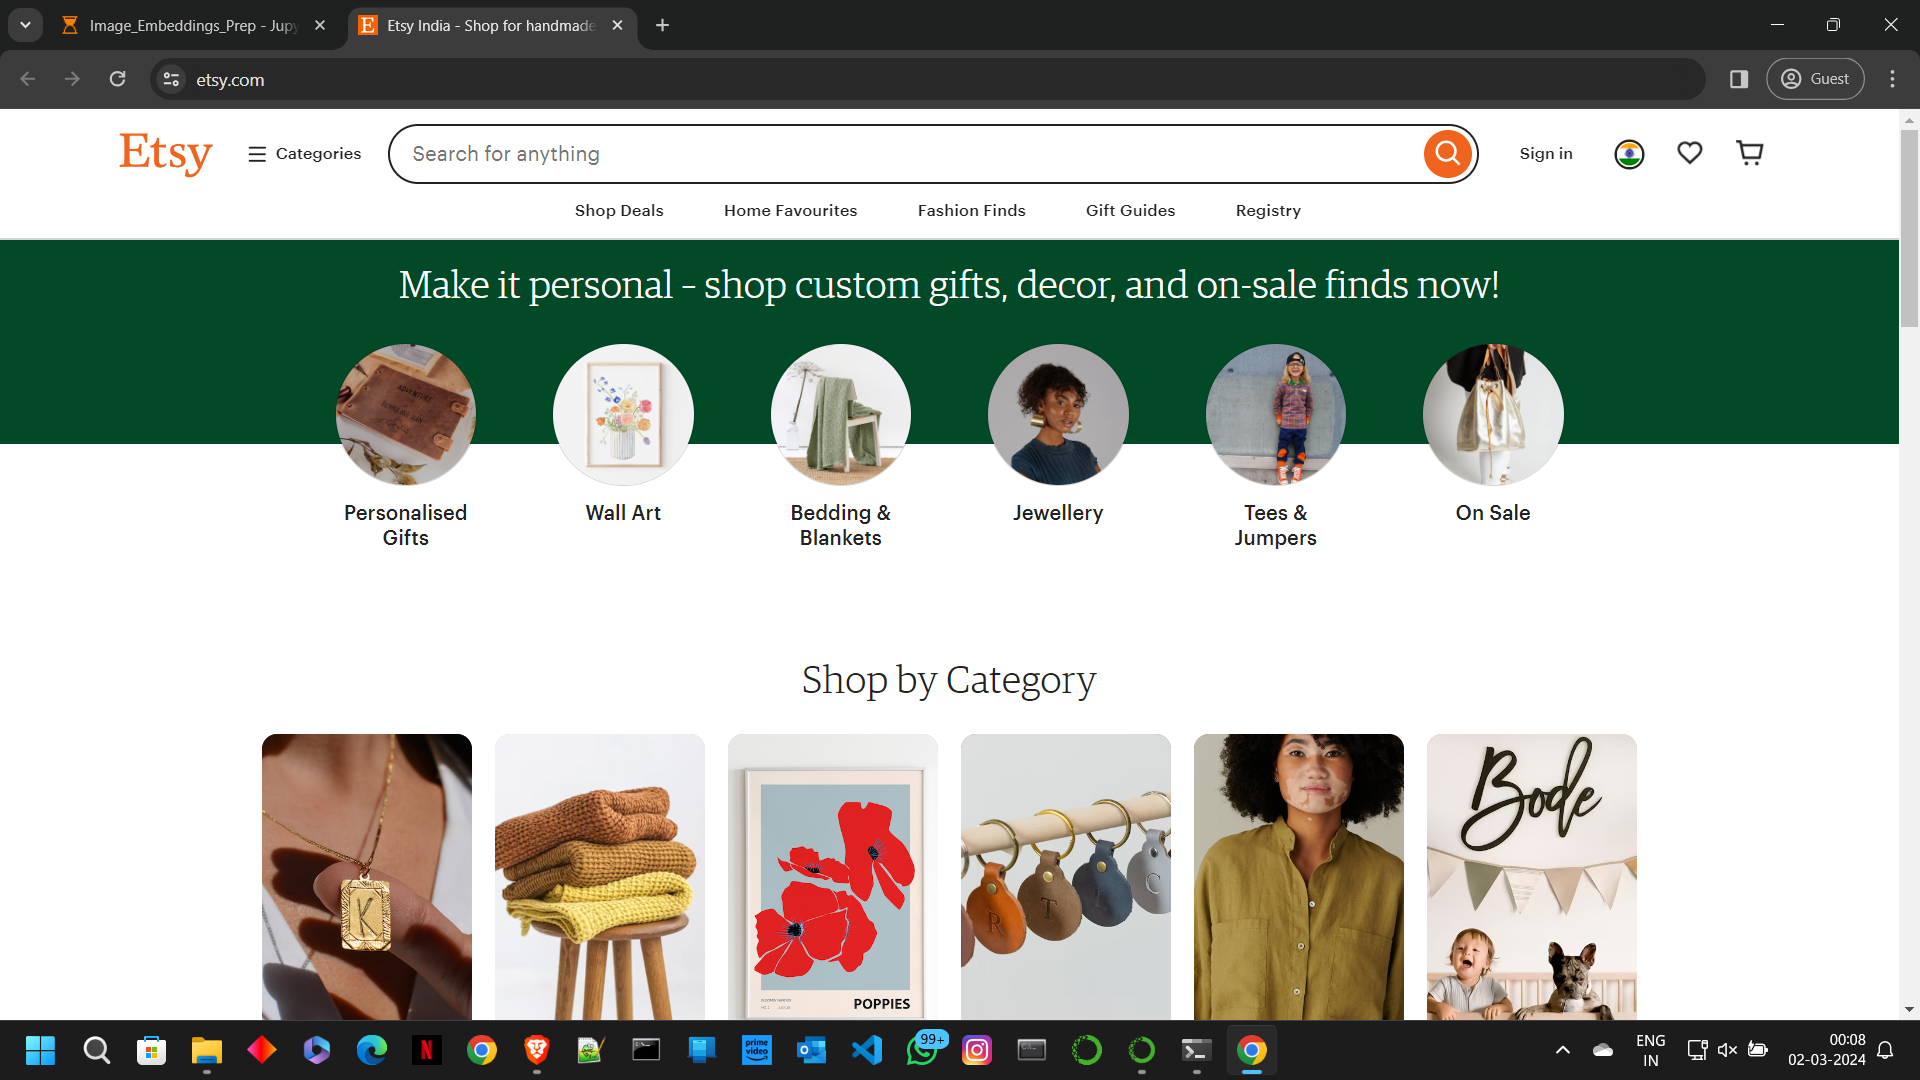 Image_Embeddings_Prep - Jupy
Etsy India - Shop for handmade
etsy.com
Guest
Etsy
Categories
Search for anything
Sign in
Shop Deals
Home Favourites
Fashion Finds
Gift Guides
Registry
Make it personal – shop custom gifts, decor, and on-sale finds now!
ADVENTURE
Personalised
Gifts
Wall Art
Bedding &
Blankets
Jewellery
Tees &
Jumpers
On Sale
Shop by Category
K
POPPIES
R
T
L
C
Bode
N
prime
video
99+
ENG
IN
00:08
02-03-2024